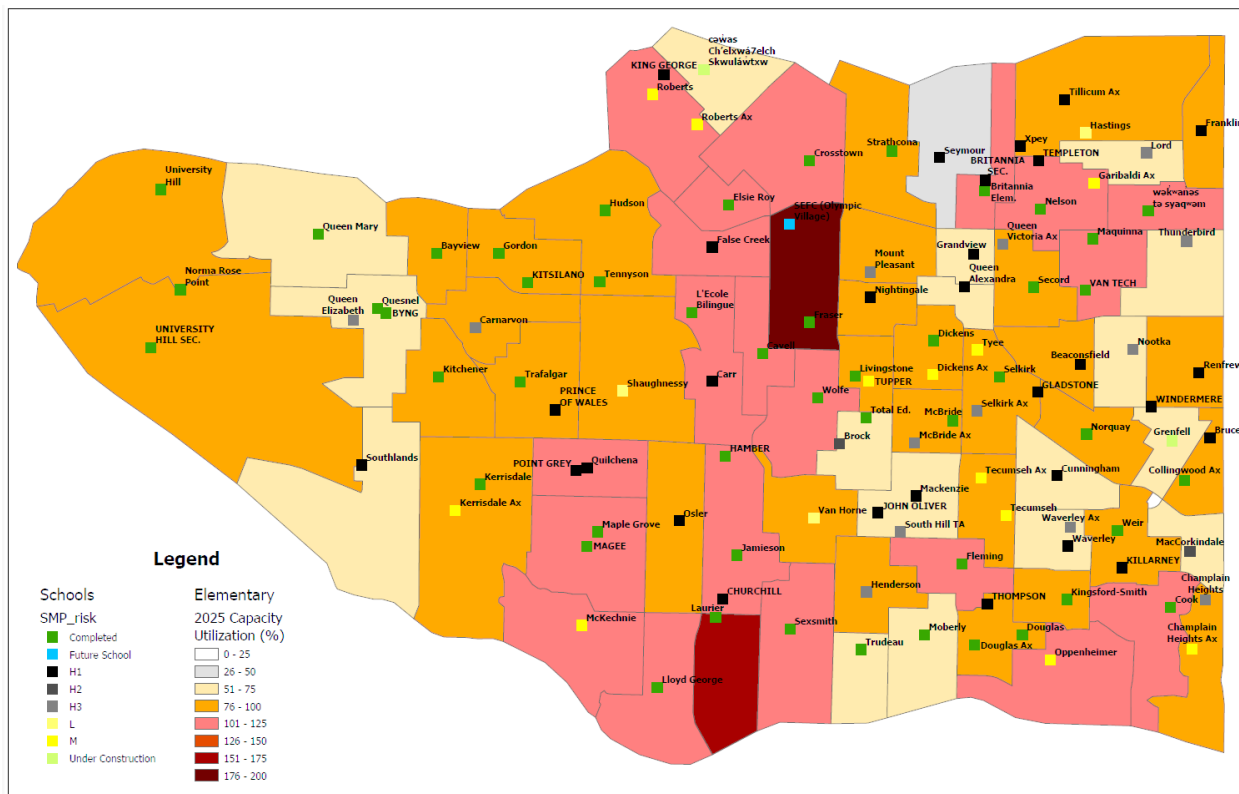 cəw̓as
Ch'elxwá7elch
Skwuláwtxw
KING GEORGE
Roberts
Roberts Ax
Tillicum Ax
Franklin
Hastings
Strathcona
Crosstown
Seymour
Xpey
Lord
TEMPLETON
BRITANNIA
SEC.
Garibaldi Ax
University
Hill
Britannia
Elem.
Nelson
wək̓ʷan̓əs
tə syaqʷəm
Elsie Roy
Hudson
SEFC (Olympic
Village)
Queen
Victoria Ax
Maquinna
Thunderbird
Queen Mary
Bayview
Gordon
False Creek
Mount
Pleasant
Grandview
Norma Rose
Point
KITSILANO
Tennyson
Nightingale
Queen
Alexandra
Secord
VAN TECH
Queen
Elizabeth
Quesnel
BYNG
L'Ecole
Bilingue
Carnarvon
Fraser
UNIVERSITY
HILL SEC.
Dickens
Tyee
Nootka
Cavell
Beaconsfield
Renfrew
Kitchener
Trafalgar
Shaughnessy
Carr
Livingstone
TUPPER
Dickens Ax
Selkirk
PRINCE
OF WALES
Wolfe
GLADSTONE
Selkirk Ax
WINDERMERE
Total Ed.
McBride
Norquay
Grenfell
Bruce
Brock
McBride Ax
HAMBER
Southlands
POINT GREY
Quilchena
Kerrisdale
Tecumseh Ax
Cunningham
Collingwood Ax
Mackenzie
Kerrisdale Ax
Osler
Van Horne
JOHN OLIVER
Tecumseh
Waverley Ax
Weir
Maple Grove
South Hill TA
MAGEE
Waverley
MacCorkindale
Jamieson
Fleming
KILLARNEY
Henderson
Champlain
Heights
CHURCHILL
THOMPSON
Kingsford-Smith
Cook
Laurier
McKechnie
Sexsmith
Moberly
Douglas
Champlain
Heights Ax
Trudeau
Douglas Ax
Oppenheimer
Lloyd George
Legend
Schools
SMP_risk
Completed
Future School
H1
H2
H3
L
M
Under Construction
Elementary
2025 Capacity
Utilization (%)
0 - 25
26 - 50
51 - 75
76 - 100
101 - 125
126 - 150
151 - 175
176 - 200